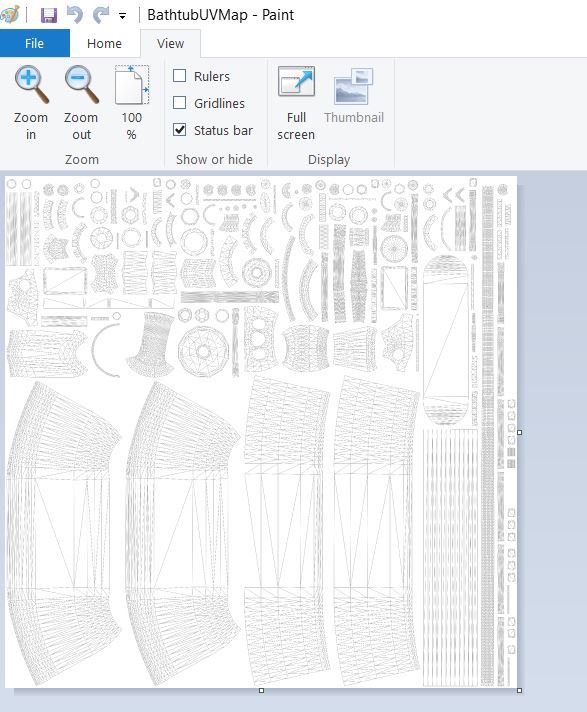 BathtubUVMap - Paint
File Home View
Zoom in
Zoom out
100 %
Zoom
Rulers
Gridlines
Status bar
Show or hide
Full screen
Thumbnail
Display